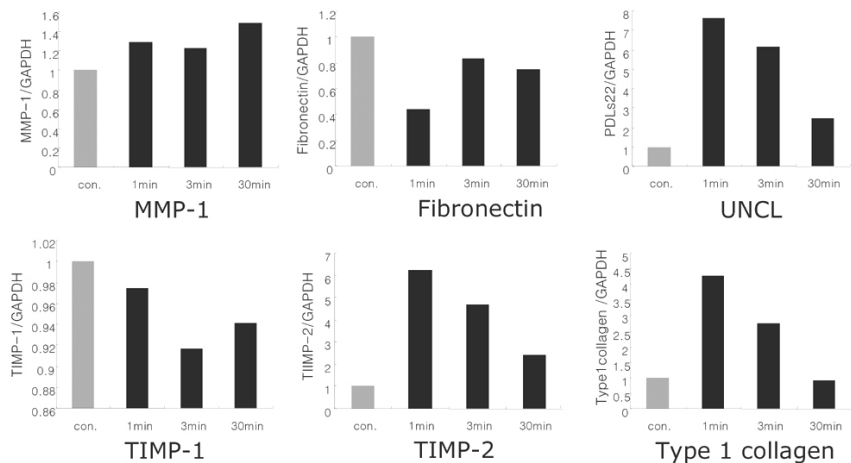 MMP-1/GAPDH
1.6
1.4
1.2
1
0.8
0.6
0.4
0.2
0
con. 1min 3min 30min
MMP-1
Fibronectin/GAPDH
1.2
1
0.8
0.6
0.4
0.2
0
con. 1min 3min 30min
Fibronectin
PDLs22/GAPDH
8
7
6
5
4
3
2
1
0
con. 1min 3min 30min
UNCL
TIMP-1/GAPDH
1.02
1
0.98
0.96
0.94
0.92
0.9
0.88
0.86
con. 1min 3min 30min
TIMP-1
TIIMP-2/GAPDH
7
6
5
4
3
2
1
0
con. 1min 3min 30min
TIMP-2
Type1collagen /GAPDH
5
4.5
4
3.5
3
2.5
2
1.5
1
0.5
con. 1min 3min 30min
Type 1 collagen